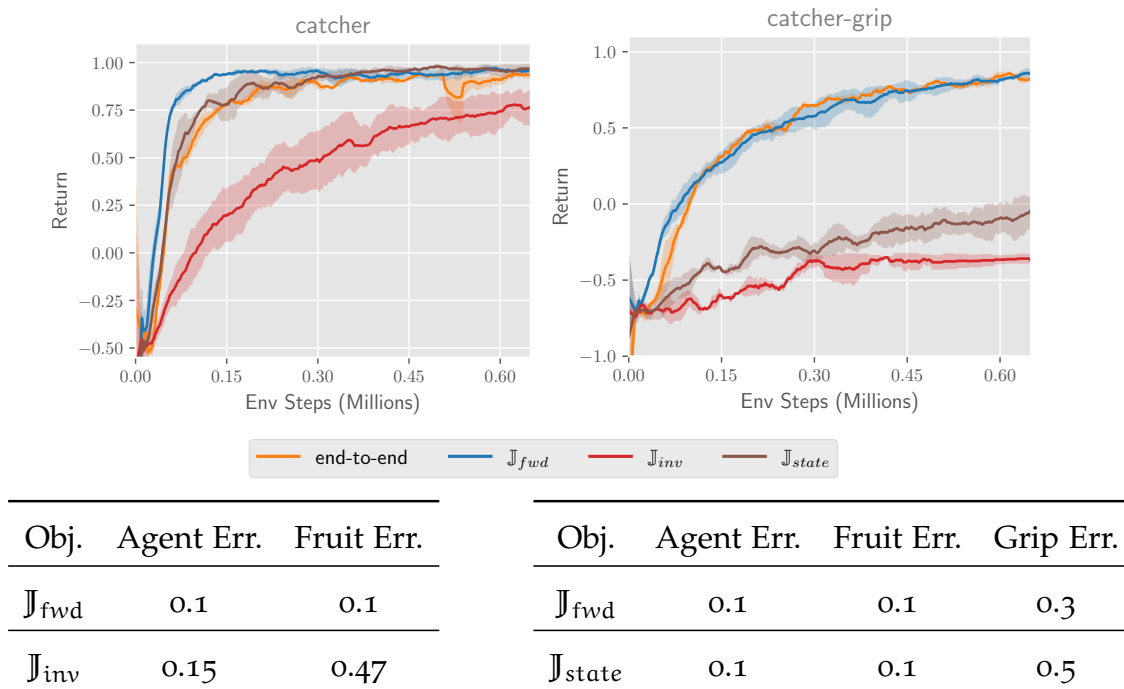 catcher
1.00
0.75
0.50
0.25
0.00
−0.25
−0.50
Return
0.00 0.15 0.30 0.45 0.60
Env Steps (Millions)
catcher-grip
1.0
0.5
0.0
−0.5
−1.0
Return
0.00 0.15 0.30 0.45 0.60
Env Steps (Millions)
end-to-end 𝕁fwd 𝕁inv 𝕁state
Obj. Agent Err. Fruit Err.
𝕁fwd 0.1 0.1
𝕁inv 0.15 0.47
Obj. Agent Err. Fruit Err. Grip Err.
𝕁fwd 0.1 0.1 0.3
𝕁state 0.1 0.1 0.5